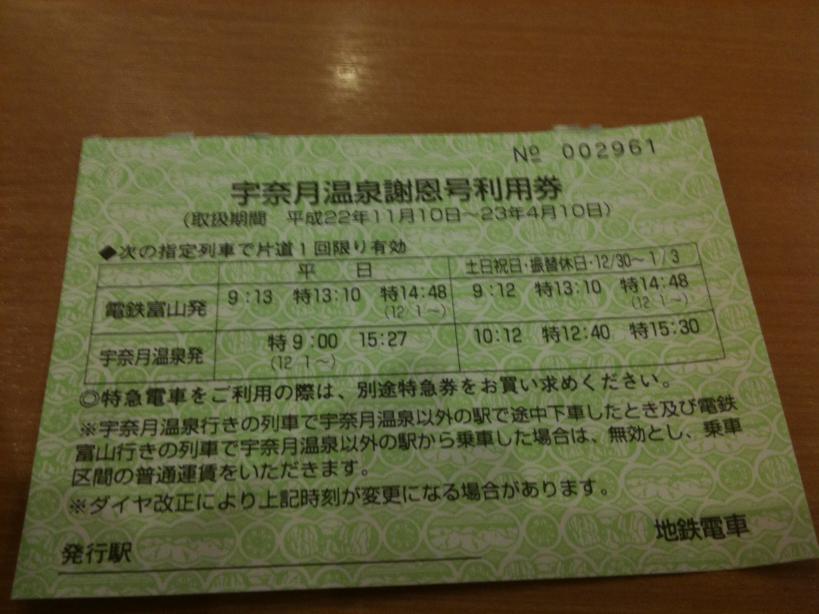 № 002961
宇奈月温泉謝恩号利用券
（取扱期間 平成22年11月10日～23年4月10日）
◆次の指定列車で片道1回限り有効
平日 土日祝日・振替休日・12/30～1/3
電鉄富山発 9:13 特13:10 特14:48 9:12 特13:10 特14:48
(12 1～) (12 1～)
宇奈月温泉発 特9:00 15:27 10:12 特12:40 特15:30
(12 1～)
◎特急電車をご利用の際は、別途特急券をお買い求めください。
※宇奈月温泉行きの列車で宇奈月温泉以外の駅で途中下車したとき及び電鉄
富山行きの列車で宇奈月温泉以外の駅から乗車した場合は、無効とし、乗車
区間の普通運賃をいただきます。
※ダイヤ改正により上記時刻が変更になる場合があります。
地鉄電車
発行駅